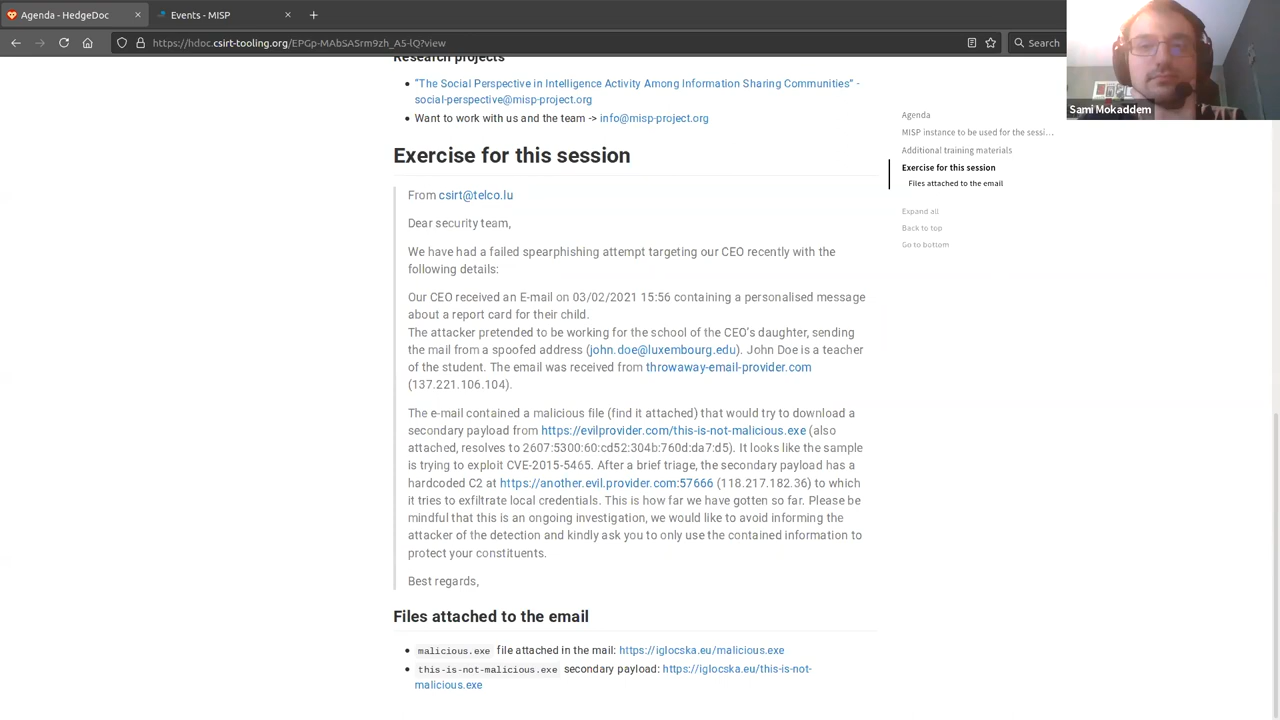 Agenda - HedgeDoc
Events - MISP
https://hdoc.csirt-tooling.org/EPGp-MAbSASrm9zh_A5-lQ?view
Search
Sami Mokaddem
Research projects
"The Social Perspective in Intelligence Activity Among Information Sharing Communities" -
social-perspective@misp-project.org
Want to work with us and the team -> info@misp-project.org
Exercise for this session
From csirt@telco.lu
Dear security team,
We have had a failed spearphishing attempt targeting our CEO recently with the
following details:
Our CEO received an E-mail on 03/02/2021 15:56 containing a personalised message
about a report card for their child.
The attacker pretended to be working for the school of the CEO's daughter, sending
the mail from a spoofed address (john.doe@luxembourg.edu). John Doe is a teacher
of the student. The email was received from throwaway-email-provider.com
(137.221.106.104).
The e-mail contained a malicious file (find it attached) that would try to download a
secondary payload from https://evilprovider.com/this-is-not-malicious.exe (also
attached, resolves to 2607:5300:60:cd52:304b:760d:da7:d5). It looks like the sample
is trying to exploit CVE-2015-5465. After a brief triage, the secondary payload has a
hardcoded C2 at https://another.evil.provider.com:57666 (118.217.182.36) to which
it tries to exfiltrate local credentials. This is how far we have gotten so far. Please be
mindful that this is an ongoing investigation, we would like to avoid informing the
attacker of the detection and kindly ask you to only use the contained information to
protect your constituents.
Best regards,
Files attached to the email
malicious.exe file attached in the mail: https://iglocska.eu/malicious.exe
this-is-not-malicious.exe secondary payload: https://iglocska.eu/this-is-not-
malicious.exe
Agenda
MISP instance to be used for the sessi...
Additional training materials
Exercise for this session
Files attached to the email
Expand all
Back to top
Go to bottom